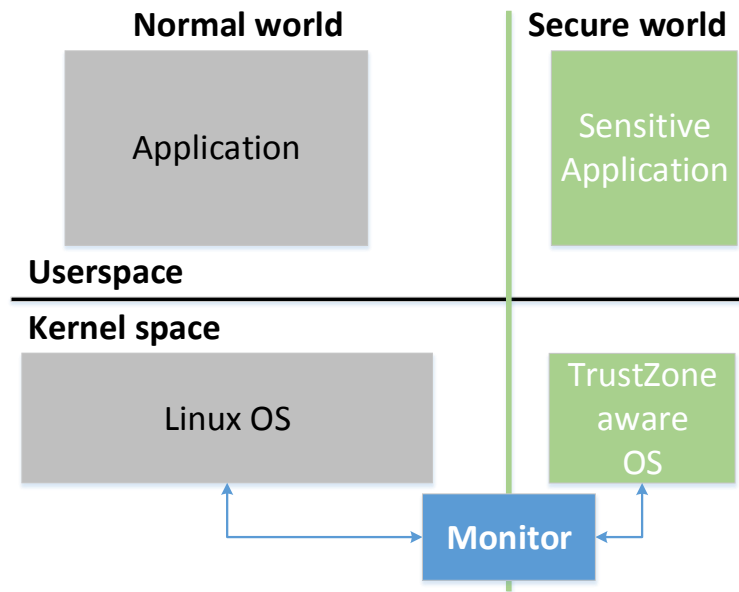 Normal world
Secure world
Application
Sensitive
Application
Userspace
Kernel space
Linux OS
TrustZone
aware
OS
Monitor